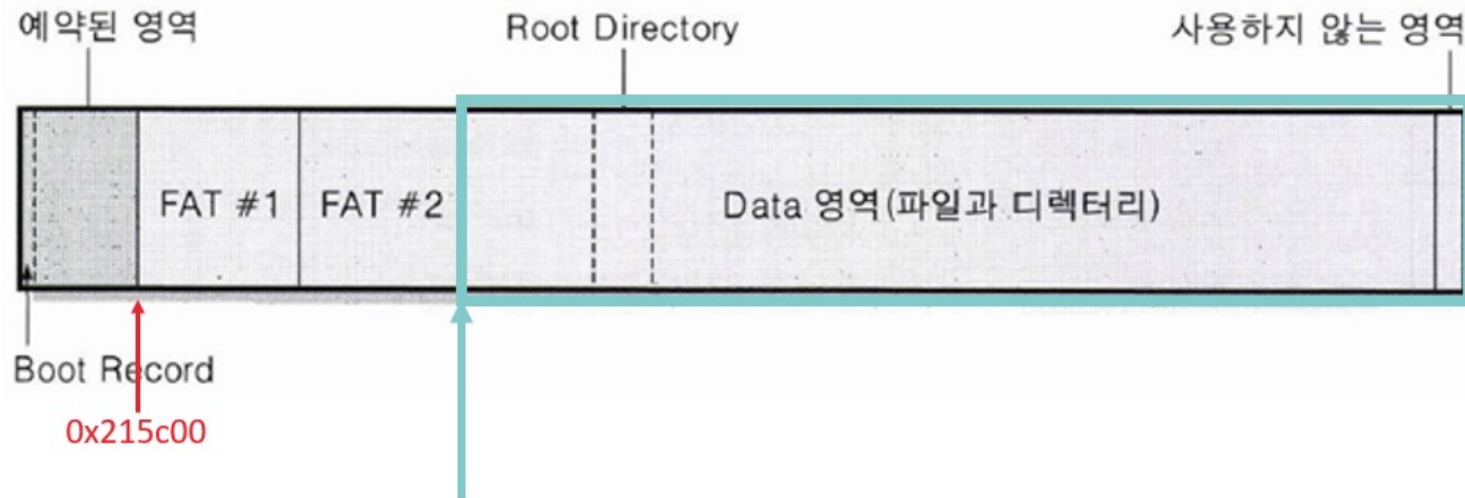 예약된 영역
Root Directory
사용하지 않는 영역
FAT #1
FAT #2
Data 영역(파일과 디렉터리)
Boot Record
0x215c00